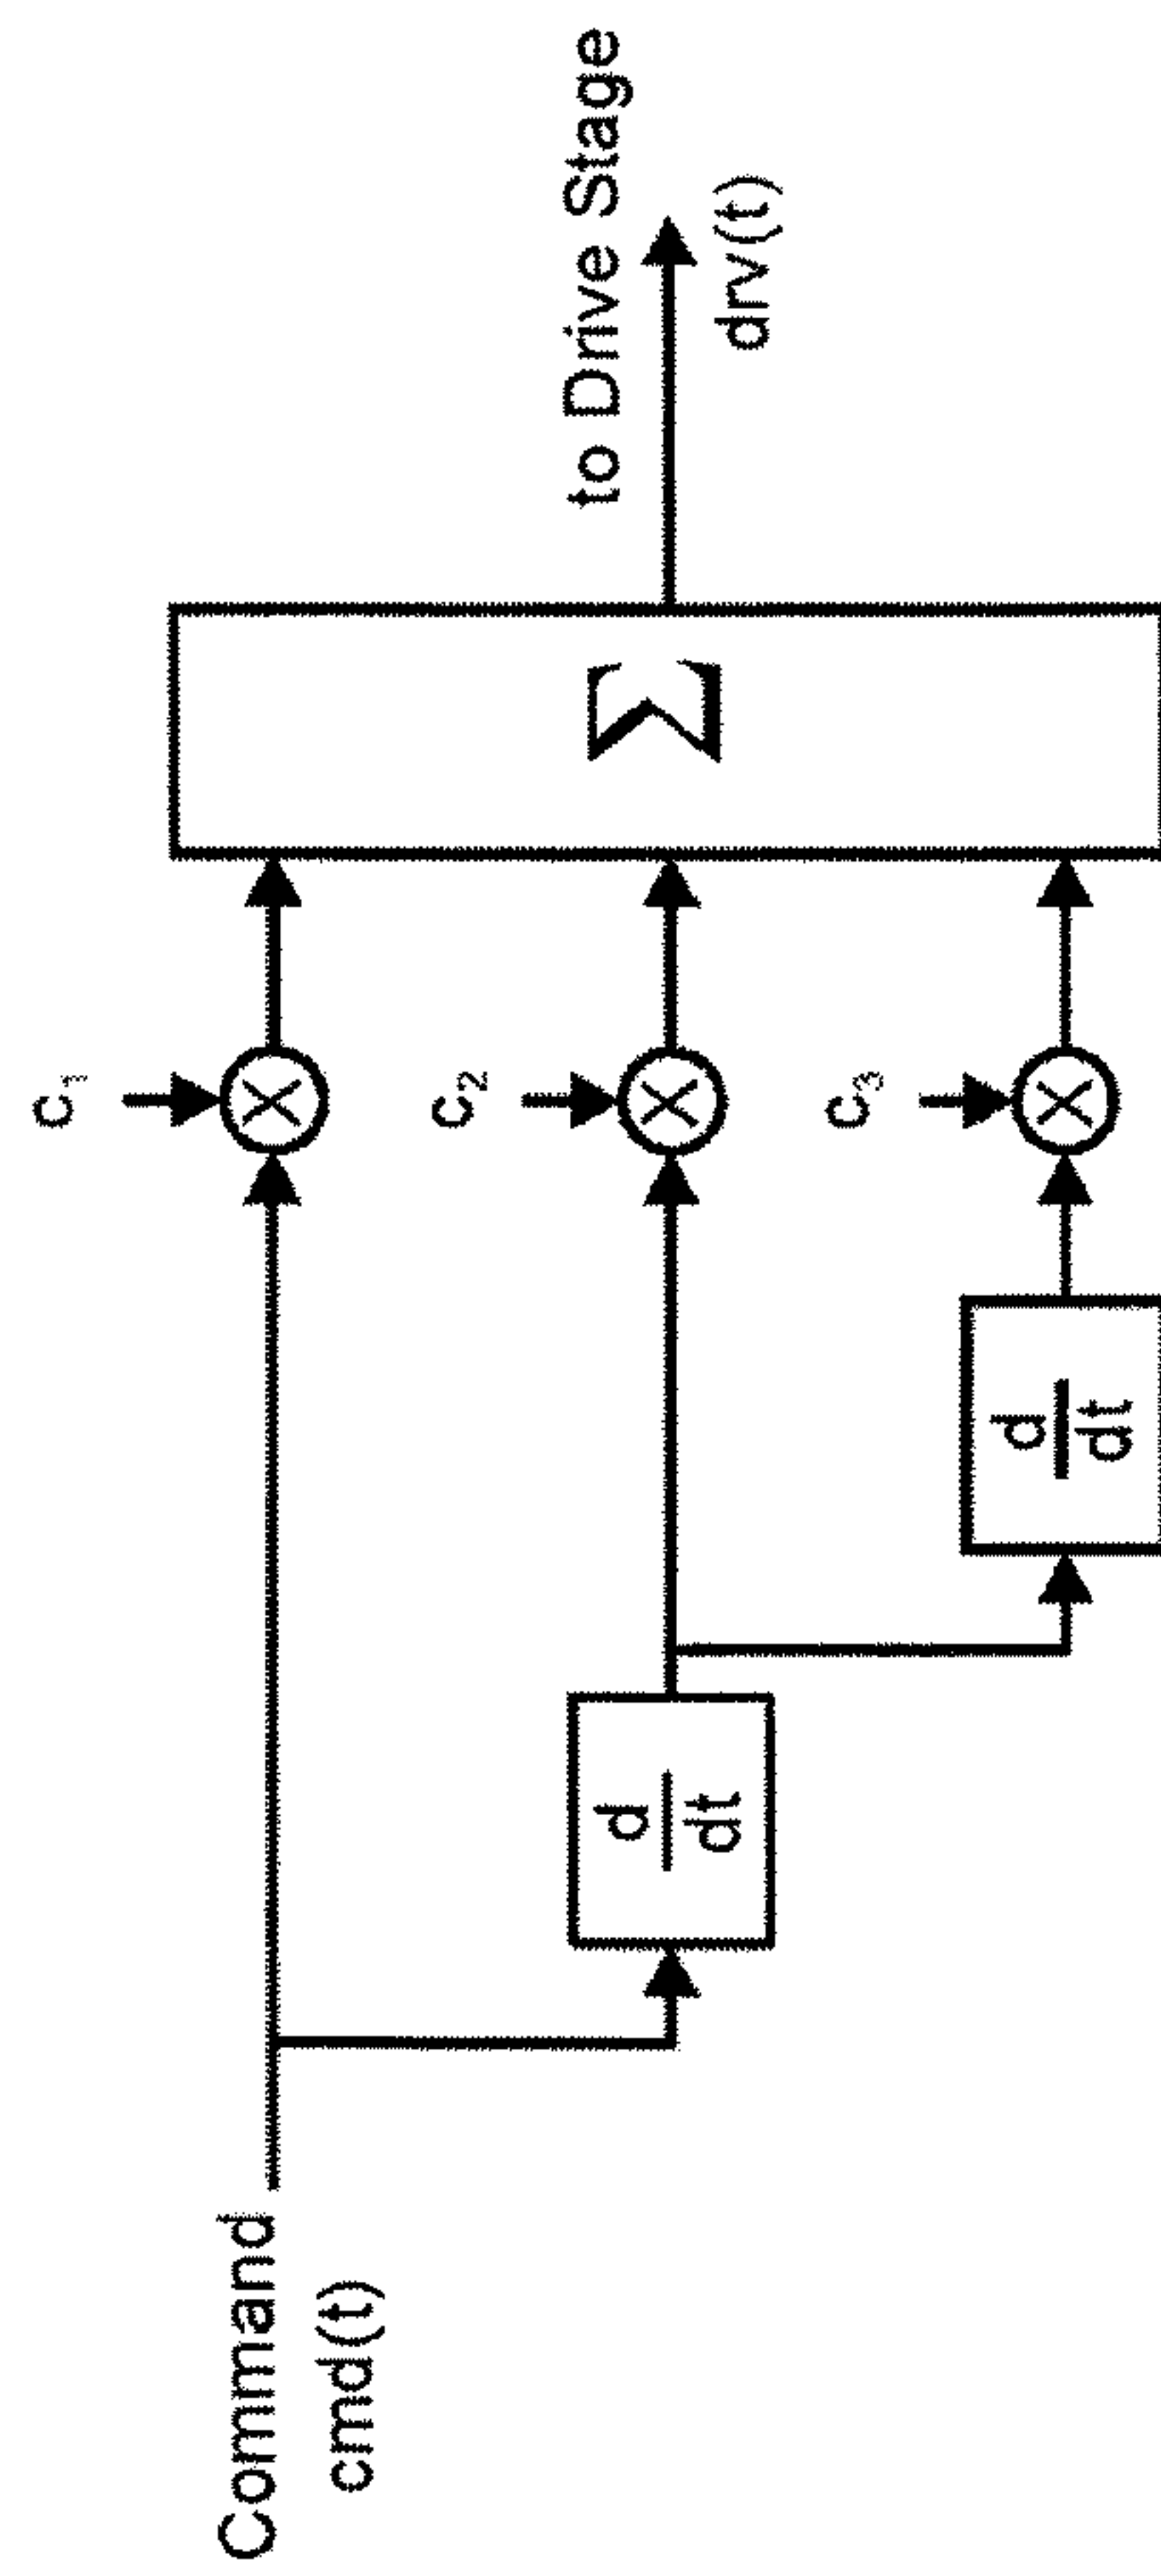 Command
cmd(t)
d
dt
d
dt
c1
X
c2
X
c3
X
Σ
to Drive Stage
drv(t)